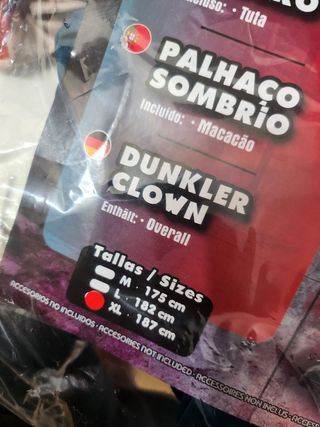 • Tuta
PALHAÇO
SOMBRIO
Incluído: • Macacão
DUNKLER
CLOWN
Enthält: • Overall
Tallas / Sizes
M · 175 cm
L · 182 cm
XL · 187 cm
ACCESORIOS NO INCLUIDOS · ACCESSORIES NOT INCLUDED · ACCESSOIRES NON INCLUS · ACCES